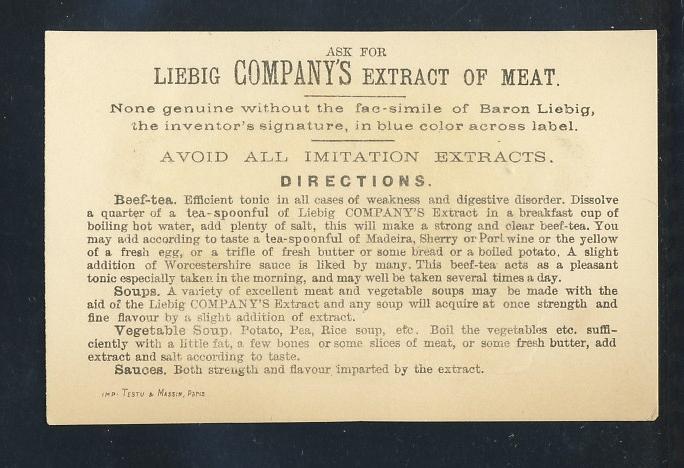 ASK FOR
LIEBIG COMPANY'S EXTRACT OF MEAT.
None genuine without the fac-simile of Baron Liebig,
the inventor's signature, in blue color across label.
AVOID ALL IMITATION EXTRACTS.
DIRECTIONS.
Beef-tea. Efficient tonic in all cases of weakness and digestive disorder. Dissolve
a quarter of a tea-spoonful of Liebig COMPANY'S Extract in a breakfast cup of
boiling hot water, add plenty of salt, this will make a strong and clear beef-tea. You
may add according to taste a tea-spoonful of Madeira, Sherry or Port wine or the yellow
of a fresh egg, or a trifle of fresh butter or some bread or a boiled potato. A slight
addition of Worcestershire sauce is liked by many. This beef-tea acts as a pleasant
tonic especially taken in the morning, and may well be taken several times a day.
Soups. A variety of excellent meat and vegetable soups may be made with the
aid of the Liebig COMPANY'S Extract and any soup will acquire at once strength and
fine flavour by a slight addition of extract.
Vegetable Soup. Potato, Pea, Rice soup, etc. Boil the vegetables etc. suffi-
ciently with a little fat, a few bones or some slices of meat, or some fresh butter, add
extract and salt according to taste.
Sauces. Both strength and flavour imparted by the extract.
IMP. TESTU & MASSIN, PARIS